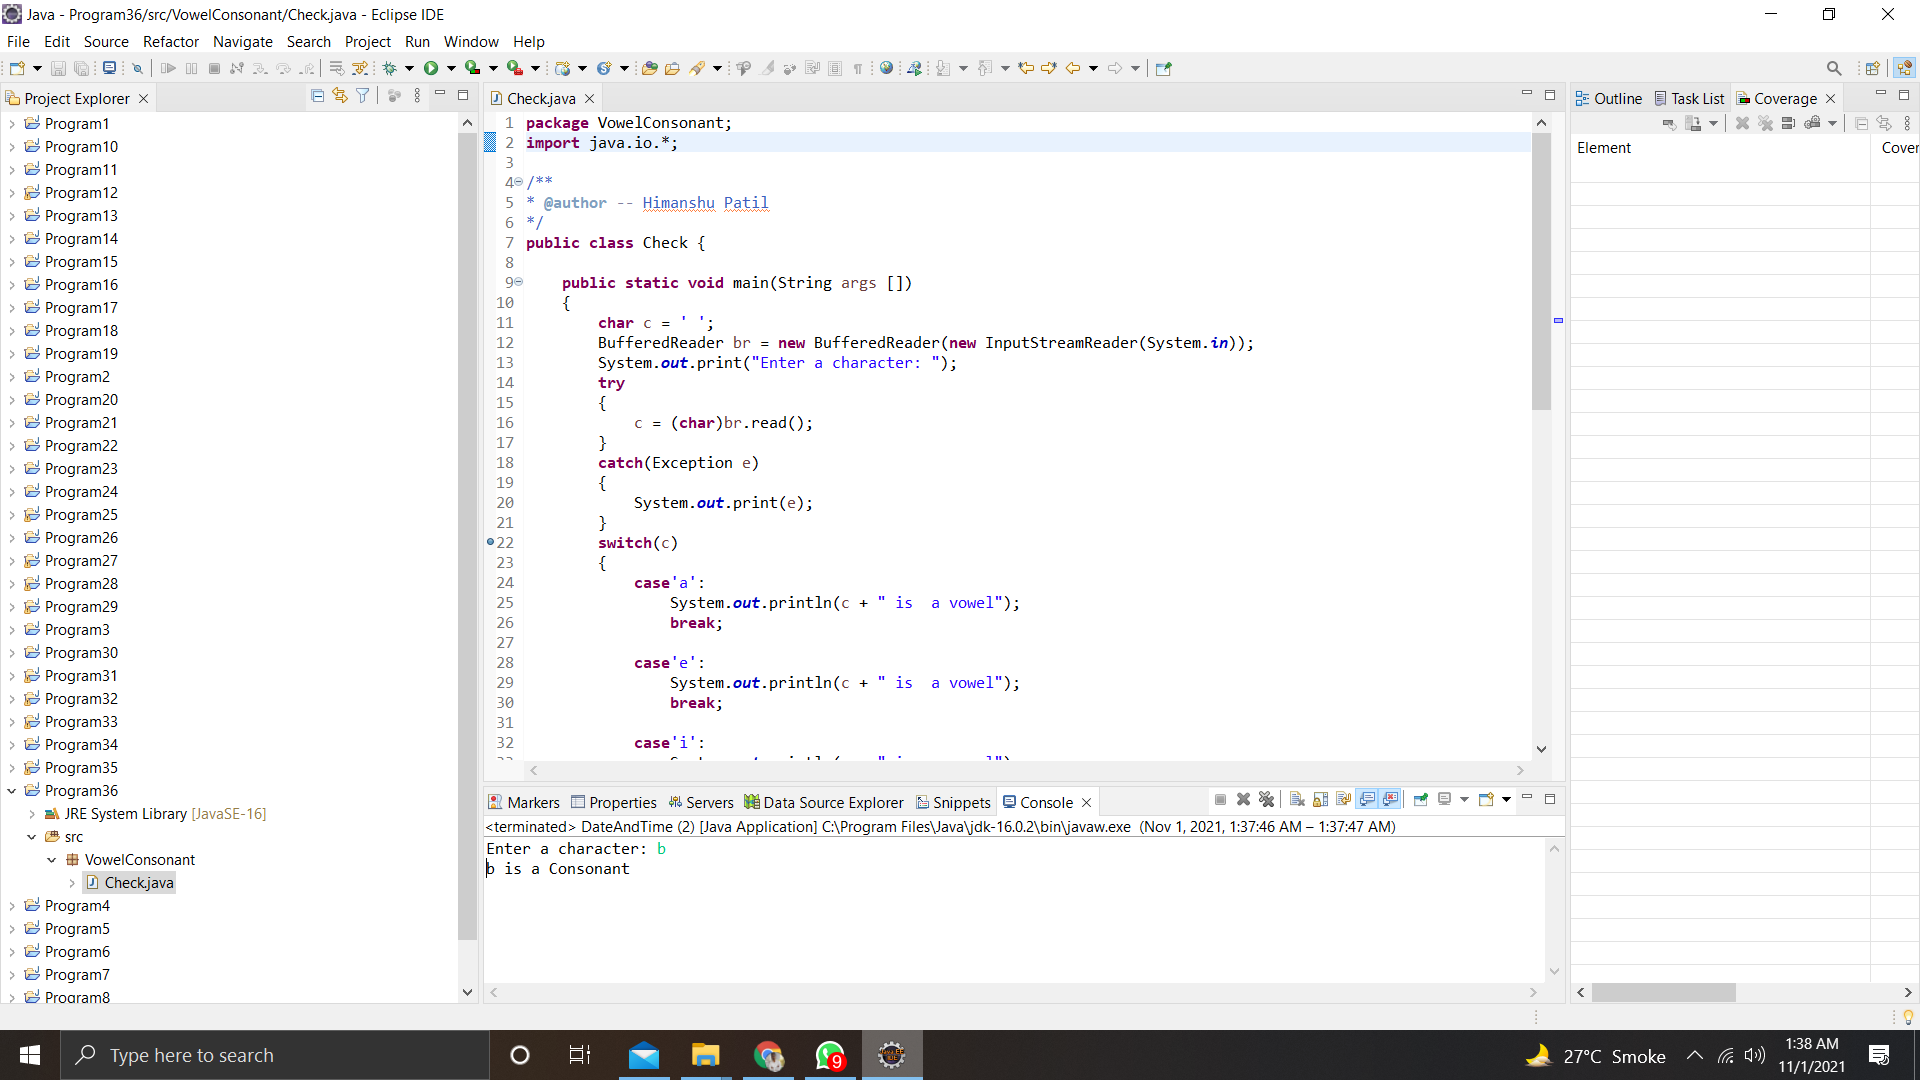 Java - Program36/src/VowelConsonant/Check.java - Eclipse IDE
File Edit Source Refactor Navigate Search Project Run Window Help
Project Explorer
Program1
Program10
Program11
Program12
Program13
Program14
Program15
Program16
Program17
Program18
Program19
Program2
Program20
Program21
Program22
Program23
Program24
Program25
Program26
Program27
Program28
Program29
Program3
Program30
Program31
Program32
Program33
Program34
Program35
Program36
JRE System Library [JavaSE-16]
src
VowelConsonant
Check.java
Program4
Program5
Program6
Program7
Program8
Check.java
1 package VowelConsonant;
2 import java.io.*;
3
4 /**
5 * @author -- Himanshu Patil
6 */
7 public class Check {
8
9 public static void main(String args [])
10 {
11 char c = ' ';
12 BufferedReader br = new BufferedReader(new InputStreamReader(System.in));
13 System.out.print("Enter a character: ");
14 try
15 {
16 c = (char)br.read();
17 }
18 catch(Exception e)
19 {
20 System.out.print(e);
21 }
22 switch(c)
23 {
24 case'a':
25 System.out.println(c + " is  a vowel");
26 break;
27
28 case'e':
29 System.out.println(c + " is  a vowel");
30 break;
31
32 case'i':
Markers Properties Servers Data Source Explorer Snippets Console
<terminated> DateAndTime (2) [Java Application] C:\Program Files\Java\jdk-16.0.2\bin\javaw.exe (Nov 1, 2021, 1:37:46 AM – 1:37:47 AM)
Enter a character: b
b is a Consonant
Outline Task List Coverage
Element Cover
Type here to search
9
27°C Smoke
1:38 AM
11/1/2021